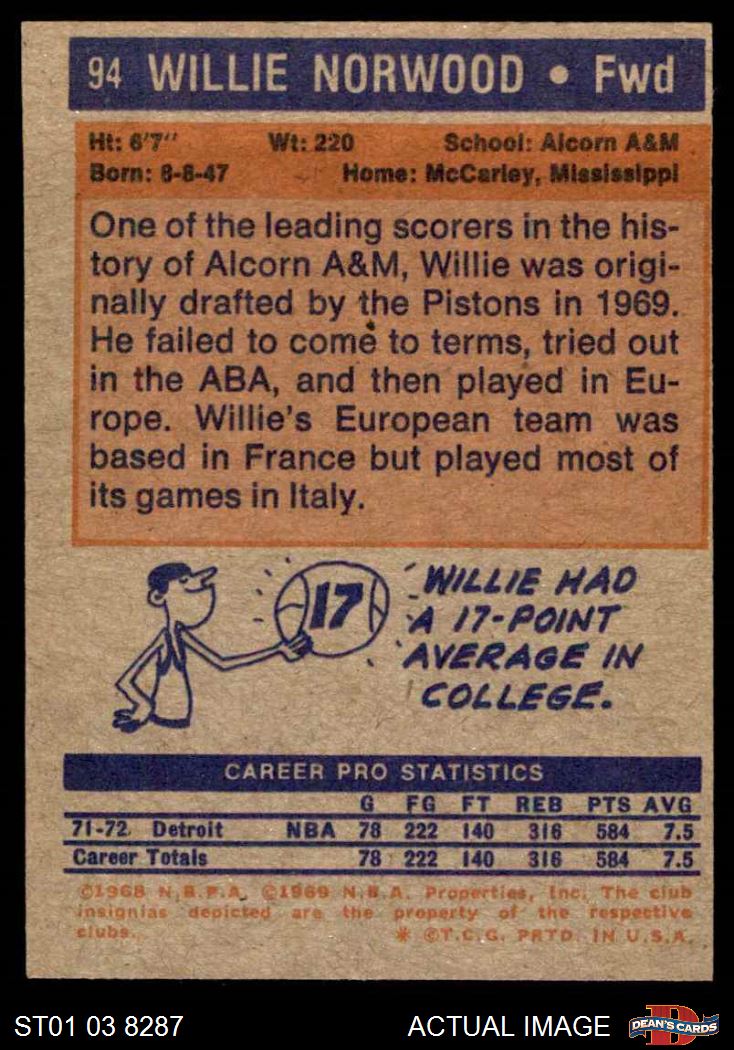 94 WILLIE NORWOOD • Fwd
Ht: 6'7" Wt: 220 School: Alcorn A&M
Born: 8-8-47 Home: McCarley, Mississippi
One of the leading scorers in the his-
tory of Alcorn A&M, Willie was origi-
nally drafted by the Pistons in 1969.
He failed to come to terms, tried out
in the ABA, and then played in Eu-
rope. Willie's European team was
based in France but played most of
its games in Italy.
17
WILLIE HAD
A 17-POINT
AVERAGE IN
COLLEGE.
CAREER PRO STATISTICS
G FG FT REB PTS AVG
71-72 Detroit NBA 78 222 140 316 584 7.5
Career Totals 78 222 140 316 584 7.5
©1968 N.B.P.A. ©1969 N.B.A. Properties, Inc. The club
insignias depicted are the property of the respective
clubs. * ©T.C.G. PRTD. IN U.S.A.
ST01 03 8287 ACTUAL IMAGE D DEAN'S CARDS